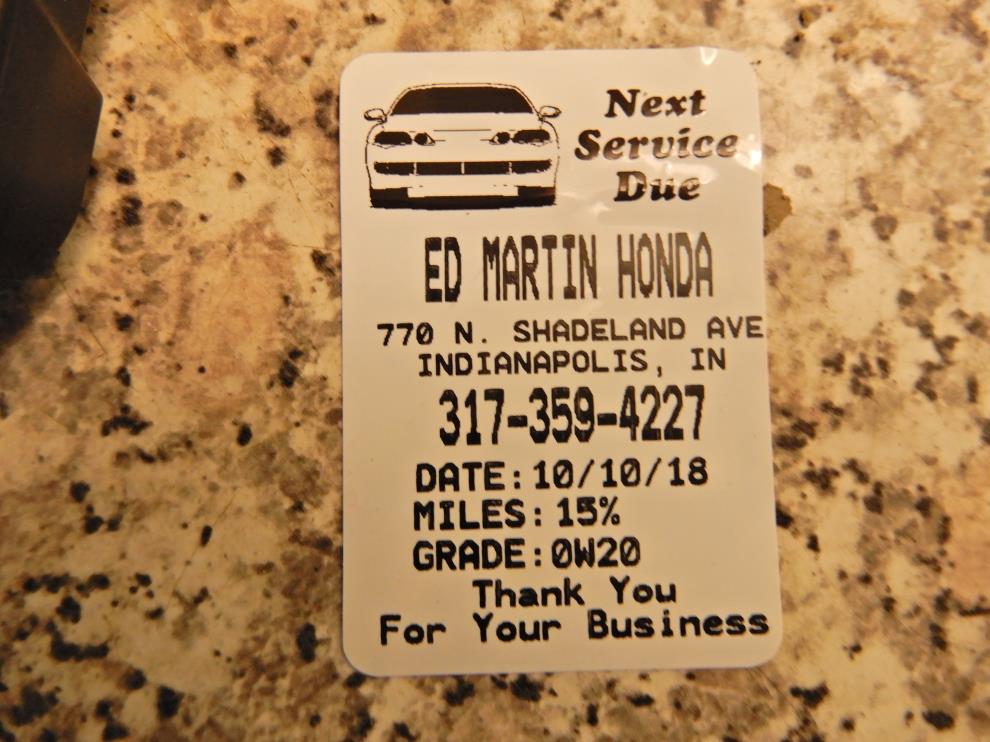 Next
Service
Due
ED MARTIN HONDA
770 N. SHADELAND AVE
INDIANAPOLIS, IN
317-359-4227
DATE:10/10/18
MILES:15%
GRADE:0W20
Thank You
For Your Business